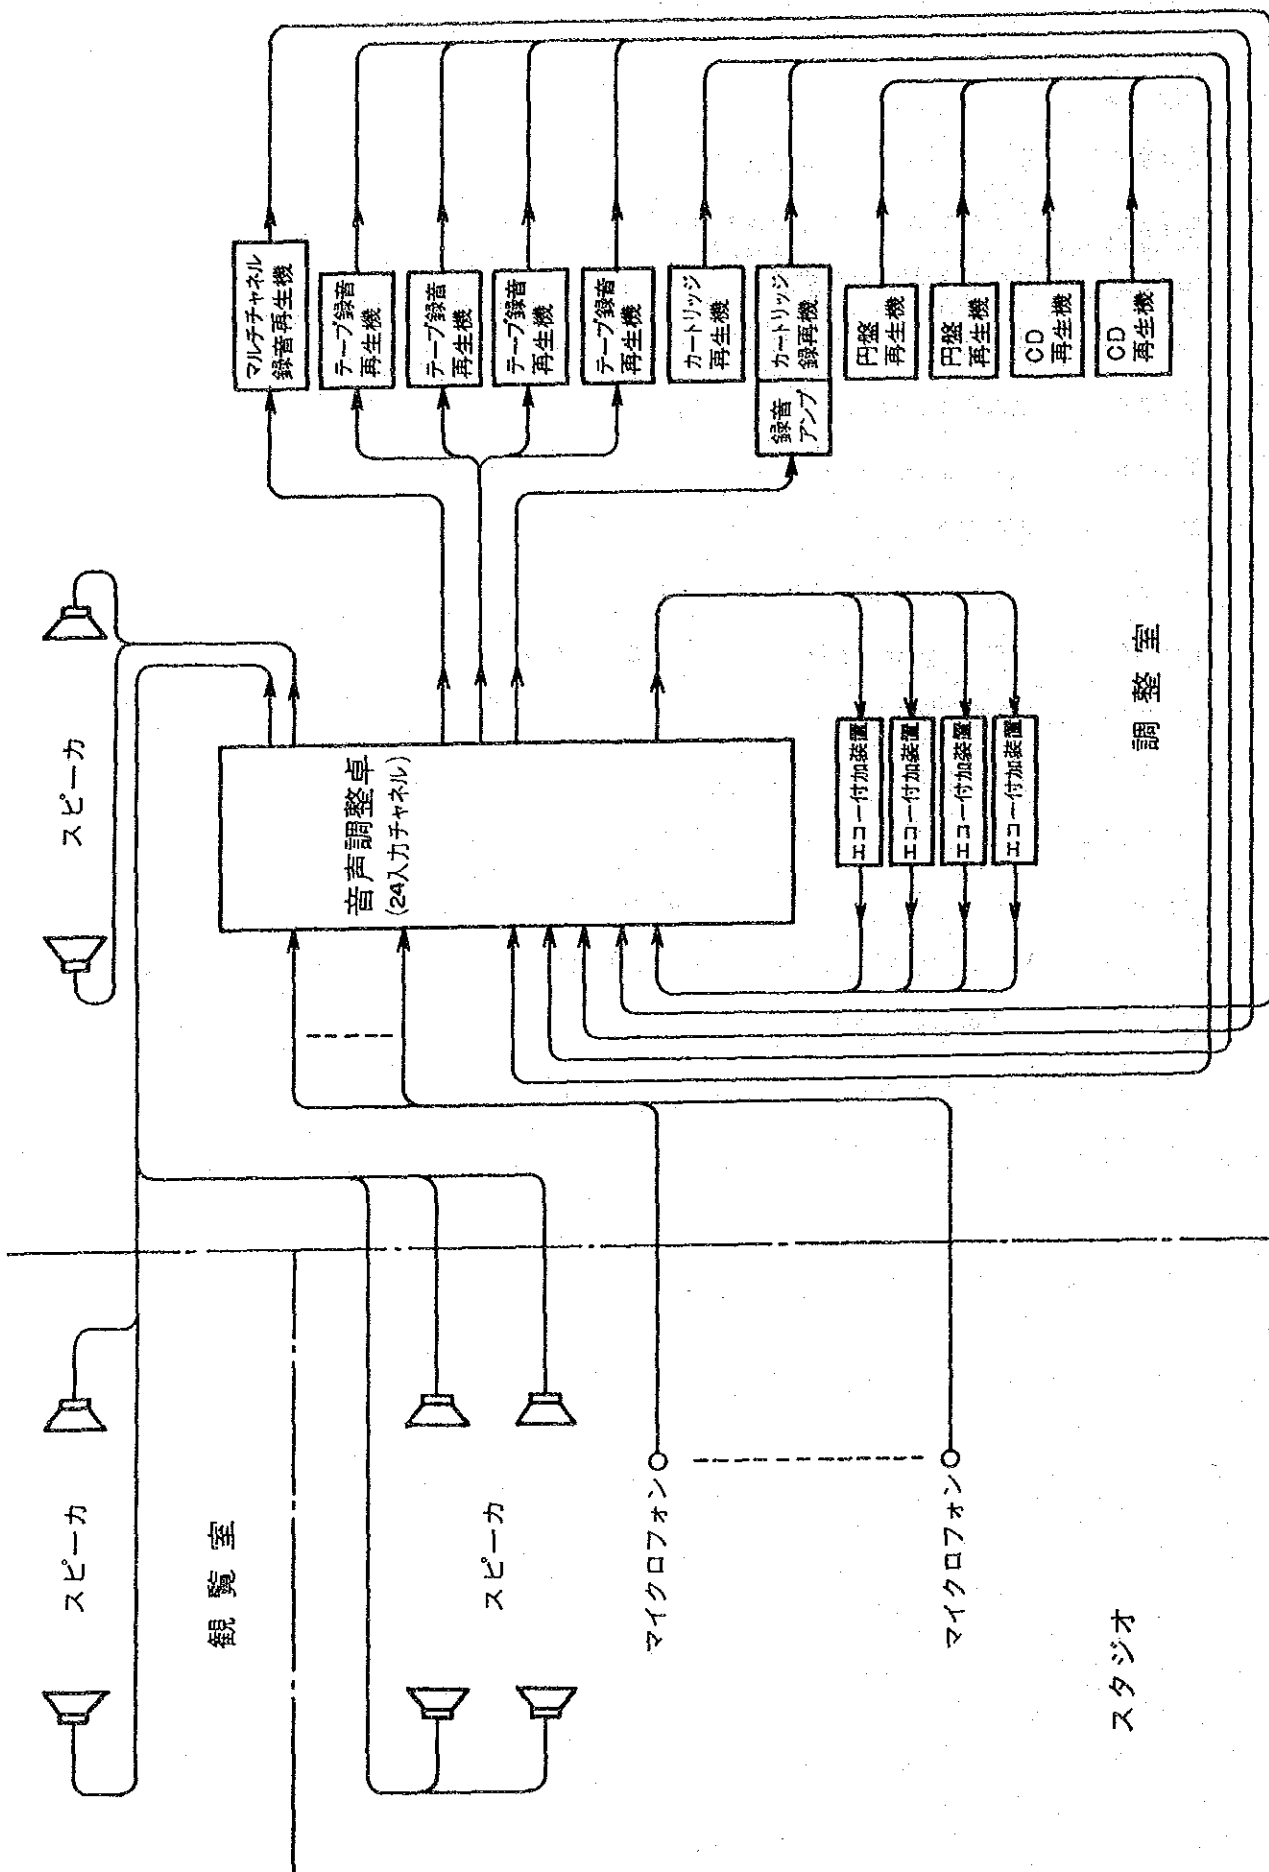 スピーカ
観覧室
スピーカ
マイクロフォン
マイクロフォン
スタジオ
スピーカ
音声調整卓
(24入力チャネル)
エコー付加装置
エコー付加装置
エコー付加装置
エコー付加装置
調整室
マルチチャネル
録音再生機
テープ録音
再生機
テープ録音
再生機
テープ録音
再生機
テープ録音
再生機
カートリッジ
再生機
録音
アンプ
カートリッジ
録再機
円盤
再生機
円盤
再生機
CD
再生機
CD
再生機